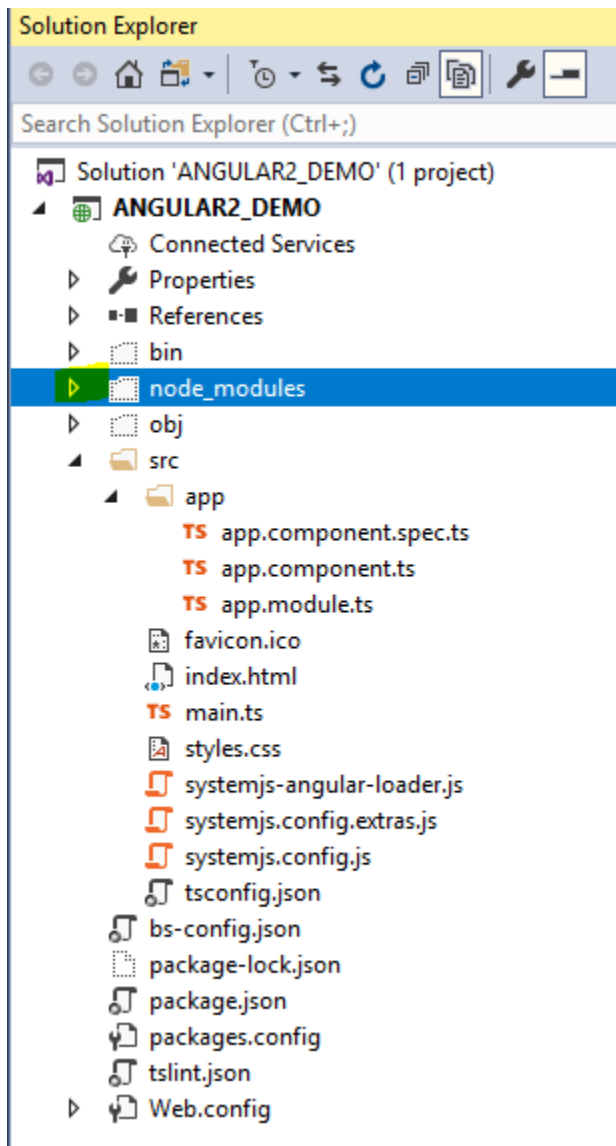 Solution Explorer
Search Solution Explorer (Ctrl+;)
Solution 'ANGULAR2_DEMO' (1 project)
ANGULAR2_DEMO
Connected Services
Properties
References
bin
node_modules
obj
src
app
TS app.component.spec.ts
TS app.component.ts
TS app.module.ts
favicon.ico
index.html
TS main.ts
styles.css
systemjs-angular-loader.js
systemjs.config.extras.js
systemjs.config.js
tsconfig.json
bs-config.json
package-lock.json
package.json
packages.config
tslint.json
Web.config